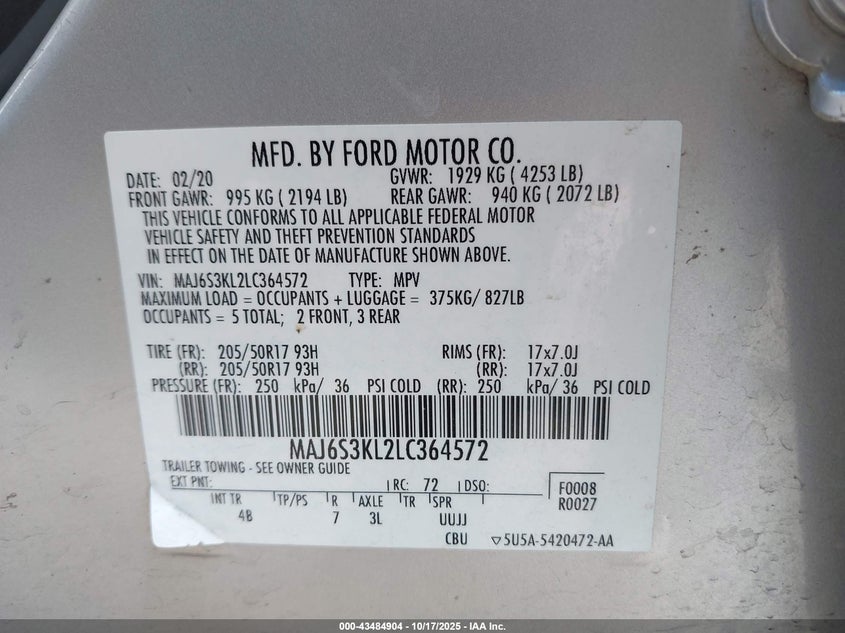 MFD. BY FORD MOTOR CO.
DATE: 02/20 GVWR: 1929 KG ( 4253 LB)
FRONT GAWR: 995 KG ( 2194 LB) REAR GAWR: 940 KG ( 2072 LB)
THIS VEHICLE CONFORMS TO ALL APPLICABLE FEDERAL MOTOR
VEHICLE SAFETY AND THEFT PREVENTION STANDARDS
IN EFFECT ON THE DATE OF MANUFACTURE SHOWN ABOVE.
VIN: MAJ6S3KL2LC364572 TYPE: MPV
MAXIMUM LOAD = OCCUPANTS + LUGGAGE = 375KG/ 827LB
OCCUPANTS = 5 TOTAL; 2 FRONT, 3 REAR
TIRE (FR): 205/50R17 93H RIMS (FR): 17x7.0J
(RR): 205/50R17 93H (RR): 17x7.0J
PRESSURE (FR): 250 kPa/ 36 PSI COLD (RR): 250 kPa/ 36 PSI COLD
MAJ6S3KL2LC364572
TRAILER TOWING - SEE OWNER GUIDE
EXT PNT: RC: 72 DSO: F0008
R0027
INT TR TP/PS R AXLE TR SPR
4B 7 3L UUJJ
CBU ▽5U5A-5420472-AA
000-43484904 | 10/17/2025 - IAA Inc.